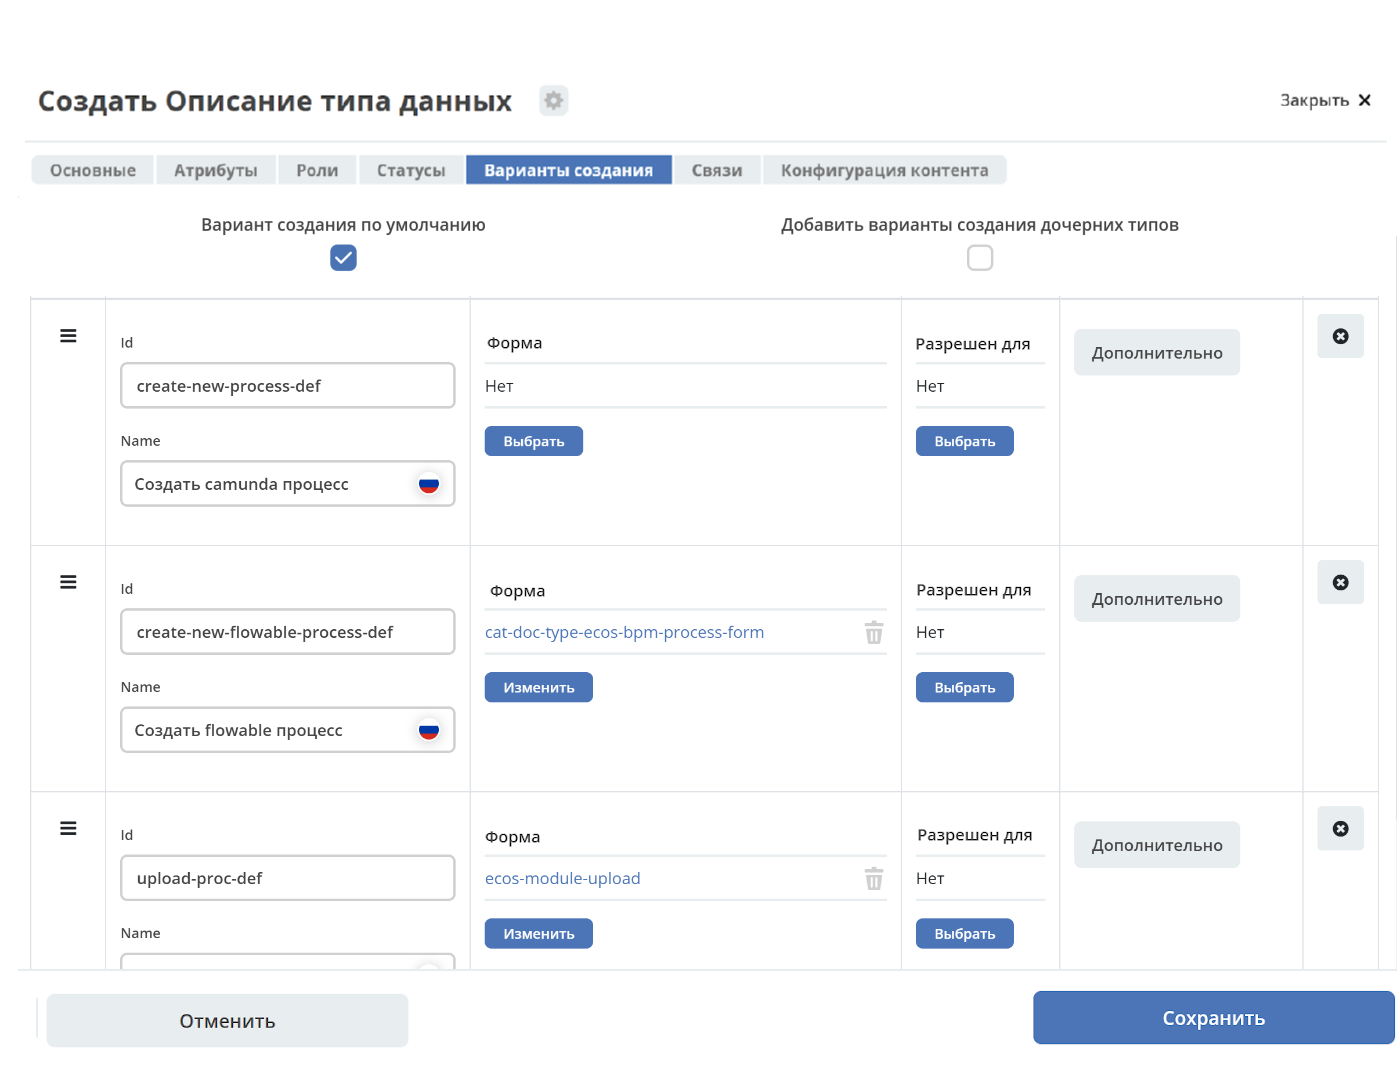 Создать Описание типа данных
Закрыть
Основные Атрибуты Роли Статусы Варианты создания Связи Конфигурация контента
Вариант создания по умолчанию
Добавить варианты создания дочерних типов
Id
create-new-process-def
Name
Создать camunda процесс
Форма
Нет
Выбрать
Разрешен для
Нет
Выбрать
Дополнительно
Id
create-new-flowable-process-def
Name
Создать flowable процесс
Форма
cat-doc-type-ecos-bpm-process-form
Изменить
Разрешен для
Нет
Выбрать
Дополнительно
Id
upload-proc-def
Name
Форма
ecos-module-upload
Изменить
Разрешен для
Нет
Выбрать
Дополнительно
Отменить
Сохранить